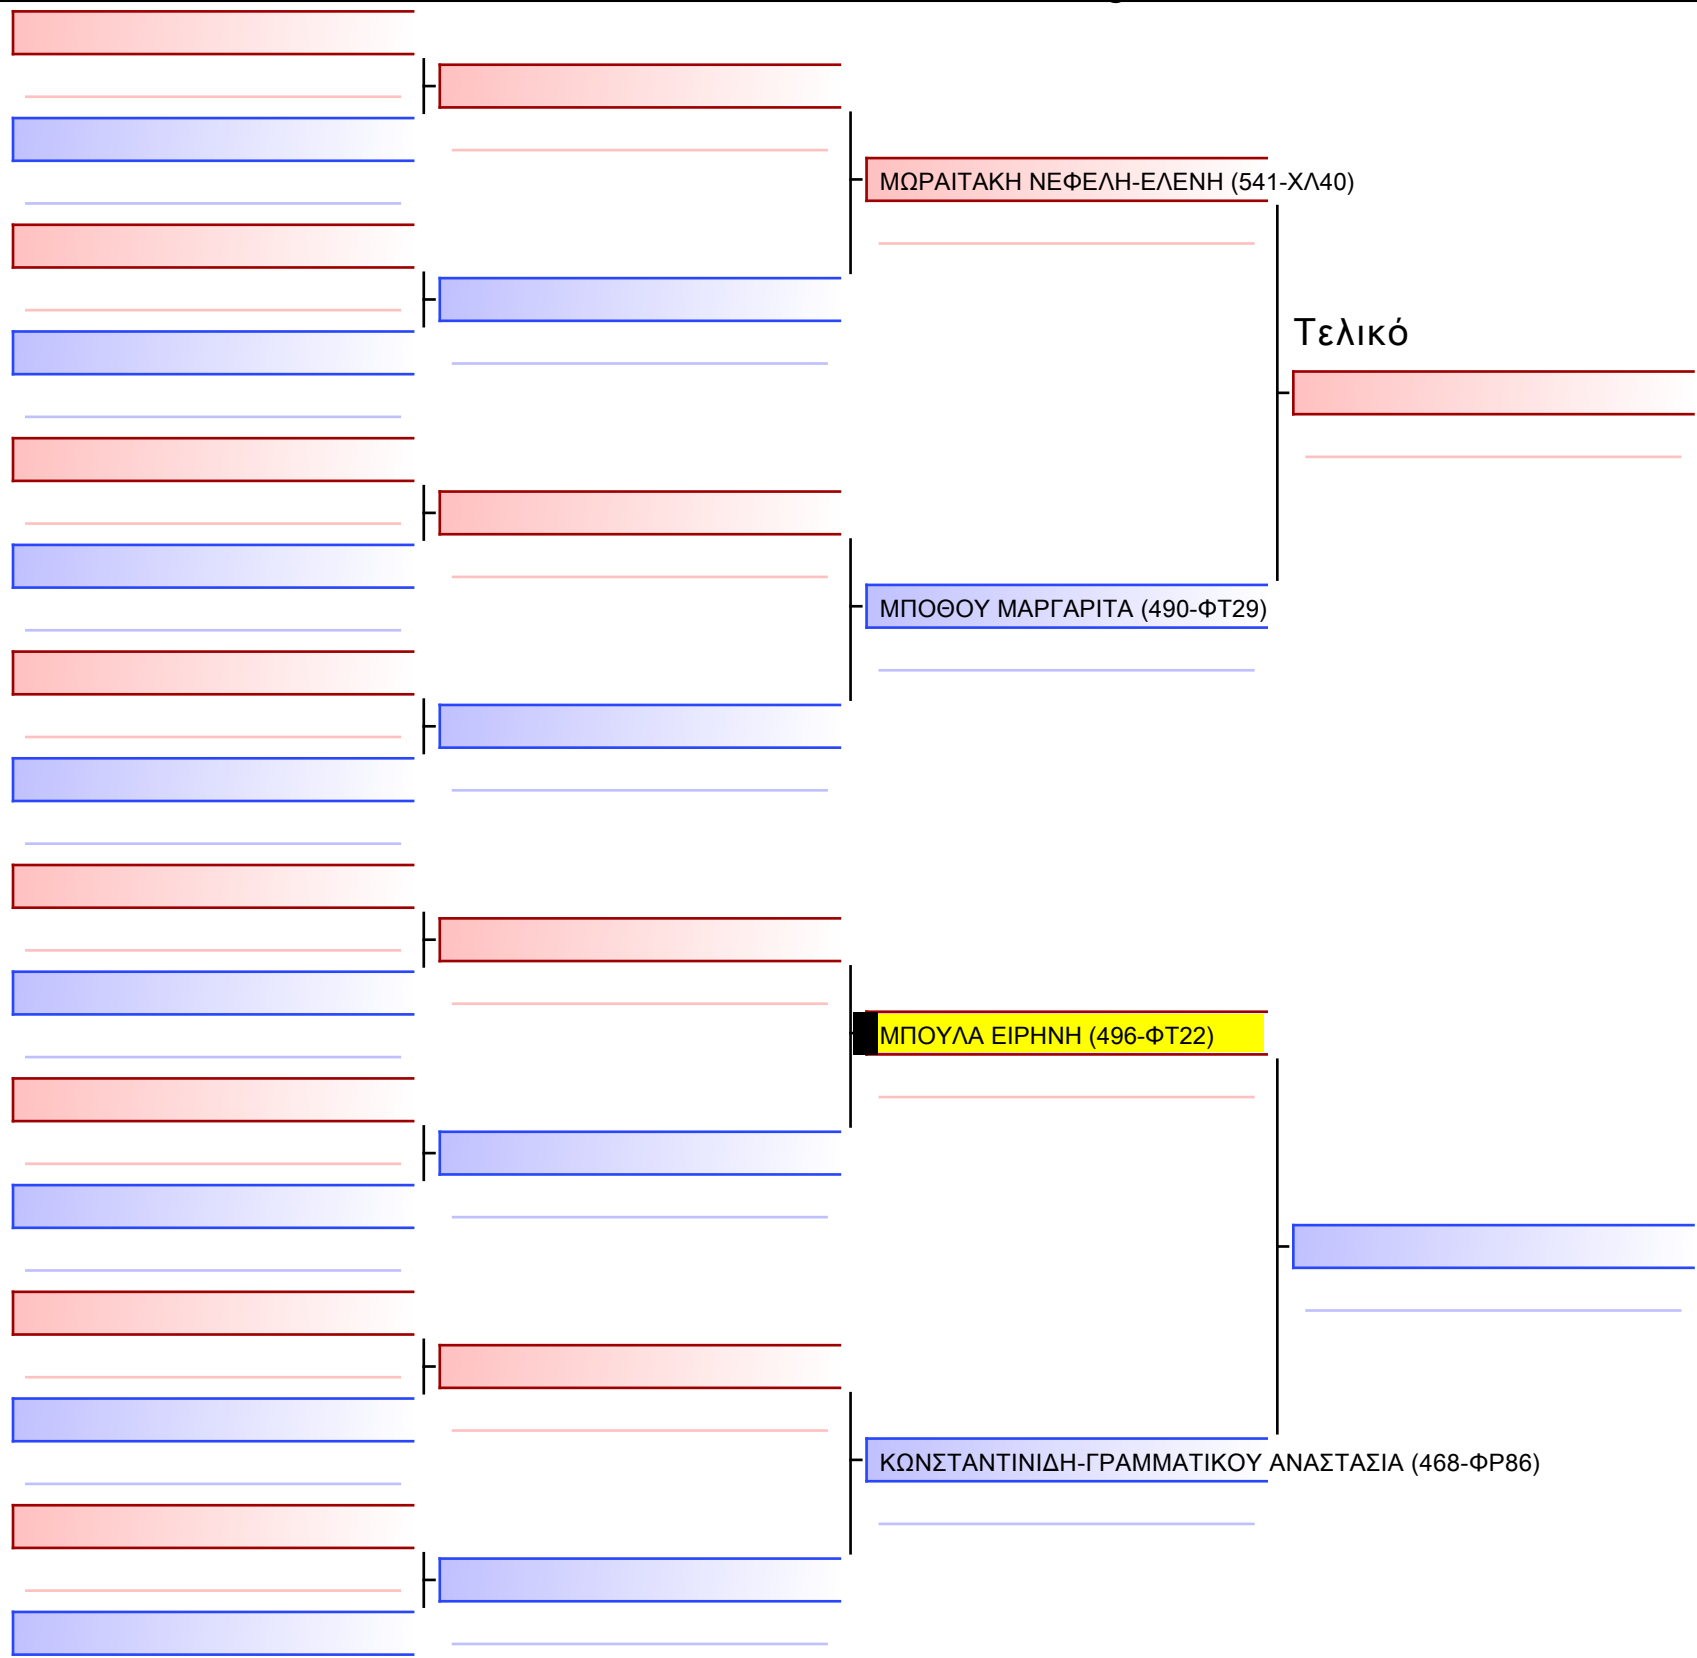 ΜΩΡΑΙΤΑΚΗ ΝΕΦΕΛΗ-ΕΛΕΝΗ (541-ΧΛ40)
Τελικό
ΜΠΟΘΟΥ ΜΑΡΓΑΡΙΤΑ (490-ΦΤ29)
ΜΠΟΥΛΑ ΕΙΡΗΝΗ (496-ΦΤ22)
ΚΩΝΣΤΑΝΤΙΝΙΔΗ-ΓΡΑΜΜΑΤΙΚΟΥ ΑΝΑΣΤΑΣΙΑ (468-ΦΡ86)